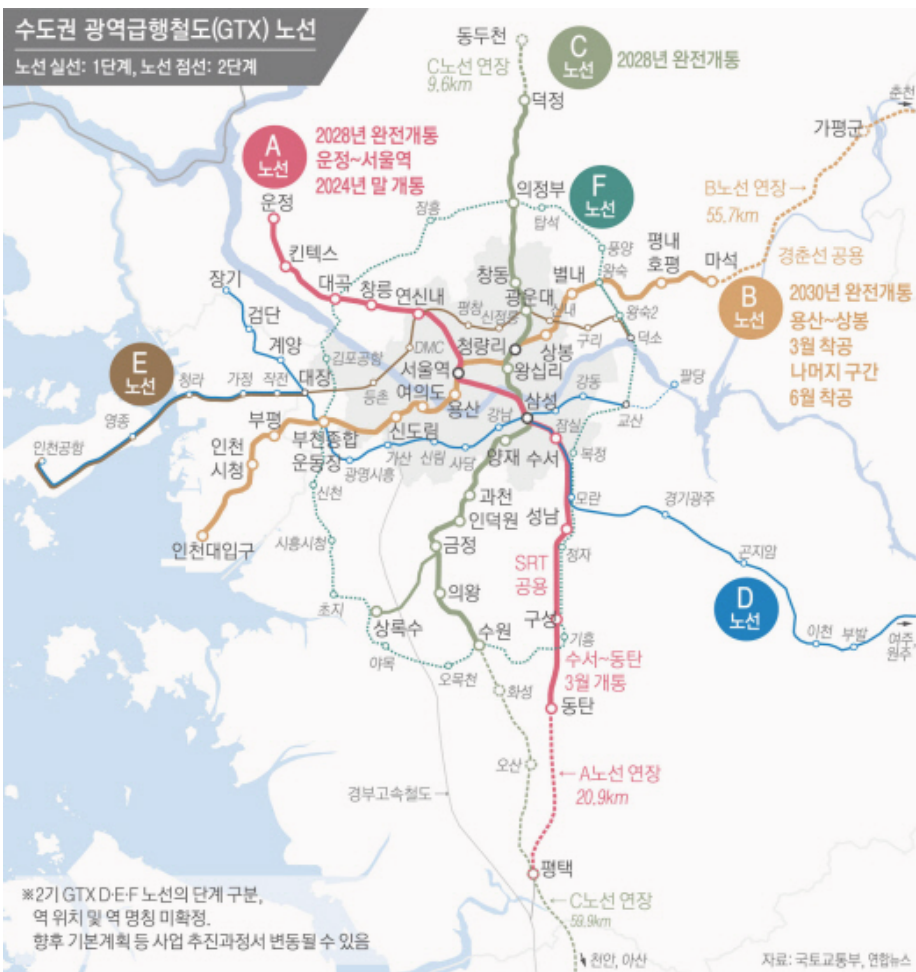 수도권 광역급행철도(GTX) 노선
노선 실선: 1단계, 노선 점선: 2단계
동두천
C노선 연장
9.6km
C
노선
2028년 완전개통
덕정
춘천
가평군
A
노선
2028년 완전개통
운정~서울역
2024년 말 개통
의정부
탑석
F
노선
B노선 연장→
55.7km
장흥
운정
킨텍스
풍양
평내
호평
마석
경춘선 공용
왕숙
별내
창동
대곡
창릉
연신내
광운대
장기
평창
신정릉
신내
왕숙2
B
노선
2030년 완전개통
용산~상봉
3월 착공
나머지 구간
6월 착공
검단
계양
김포공항
DMC
청량리
상봉
구리
덕소
E
노선
청라
가정
작전
대장
등촌
서울역
여의도
용산
왕십리
삼성
강동
팔당
강남
잠실
교산
영종
인천공항
부평
인천
시청
부천종합
운동장
신도림
광명시흥
가산
신림
사당
양재
수서
복정
신천
과천
인덕원
성남
모란
경기광주
인천대입구
시흥시청
금정
정자
곤지암
SRT
공용
D
노선
초지
의왕
상록수
수원
구성
기흥
이천
부발
여주
원주
야목
오목천
화성
수서~동탄
3월 개통
동탄
오산
←A노선 연장
20.9km
경부고속철도
평택
←C노선 연장
59.9km
※2기 GTX D·E·F 노선의 단계 구분,
역 위치 및 역 명칭 미확정.
향후 기본계획 등 사업 추진과정서 변동될 수 있음
천안, 아산
자료: 국토교통부, 연합뉴스